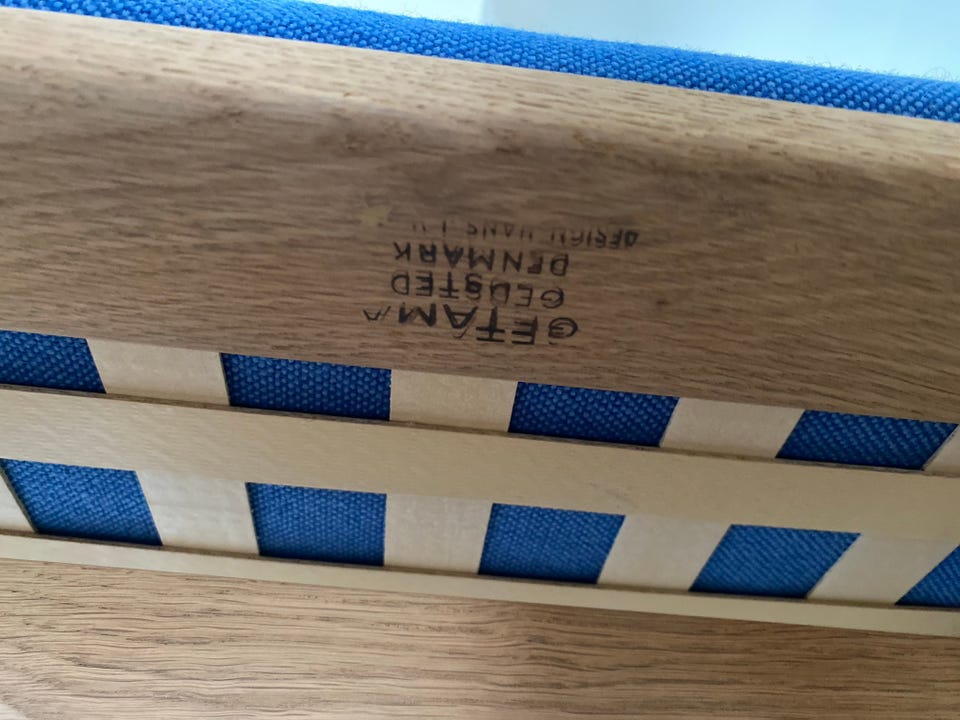 GETAMA
GEDSTED
DENMARK
DESIGN HANS J.